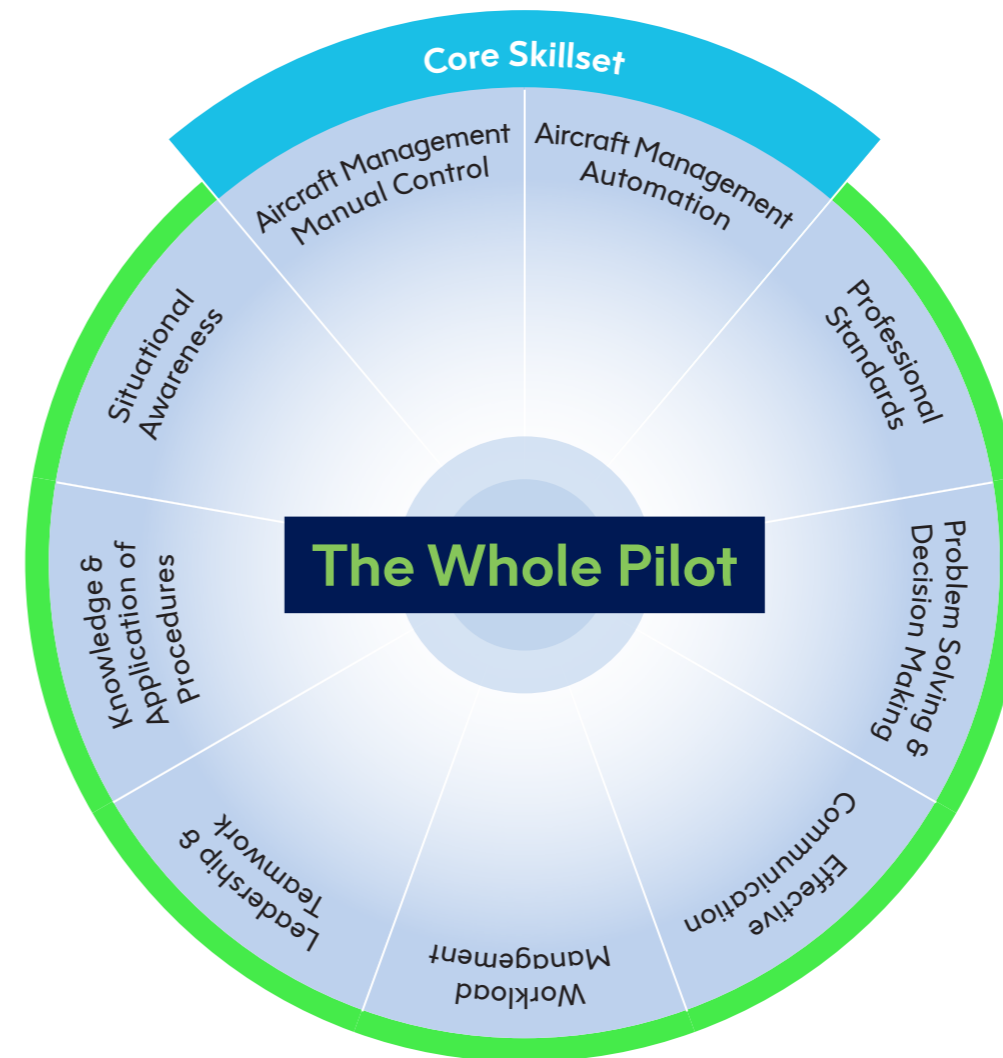 Core Skillset
Aircraft Management
Manual Control
Aircraft Management
Automation
Professional
Standards
Problem Solving &
Decision Making
Effective
Communication
Workload
Management
Leadership &
Teamwork
Knowledge &
Application of
Procedures
Situational
Awareness
The Whole Pilot